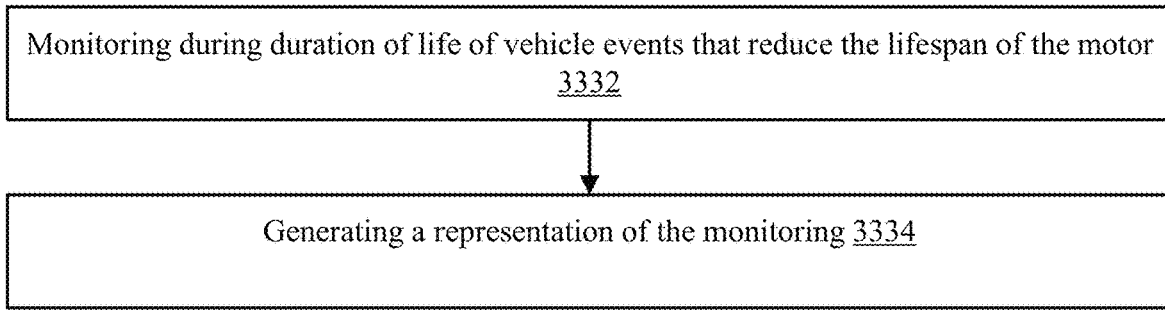 Monitoring during duration of life of vehicle events that reduce the lifespan of the motor
3332
Generating a representation of the monitoring 3334